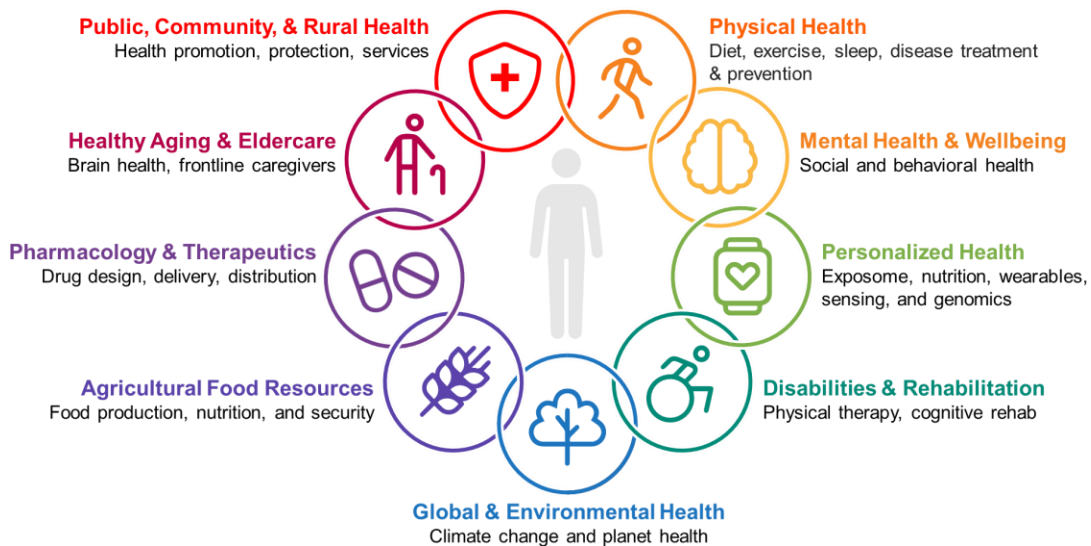 Public, Community, & Rural Health
Health promotion, protection, services
Physical Health
Diet, exercise, sleep, disease treatment
& prevention
Healthy Aging & Eldercare
Brain health, frontline caregivers
Mental Health & Wellbeing
Social and behavioral health
Pharmacology & Therapeutics
Drug design, delivery, distribution
Personalized Health
Exposome, nutrition, wearables,
sensing, and genomics
Agricultural Food Resources
Food production, nutrition, and security
Disabilities & Rehabilitation
Physical therapy, cognitive rehab
Global & Environmental Health
Climate change and planet health